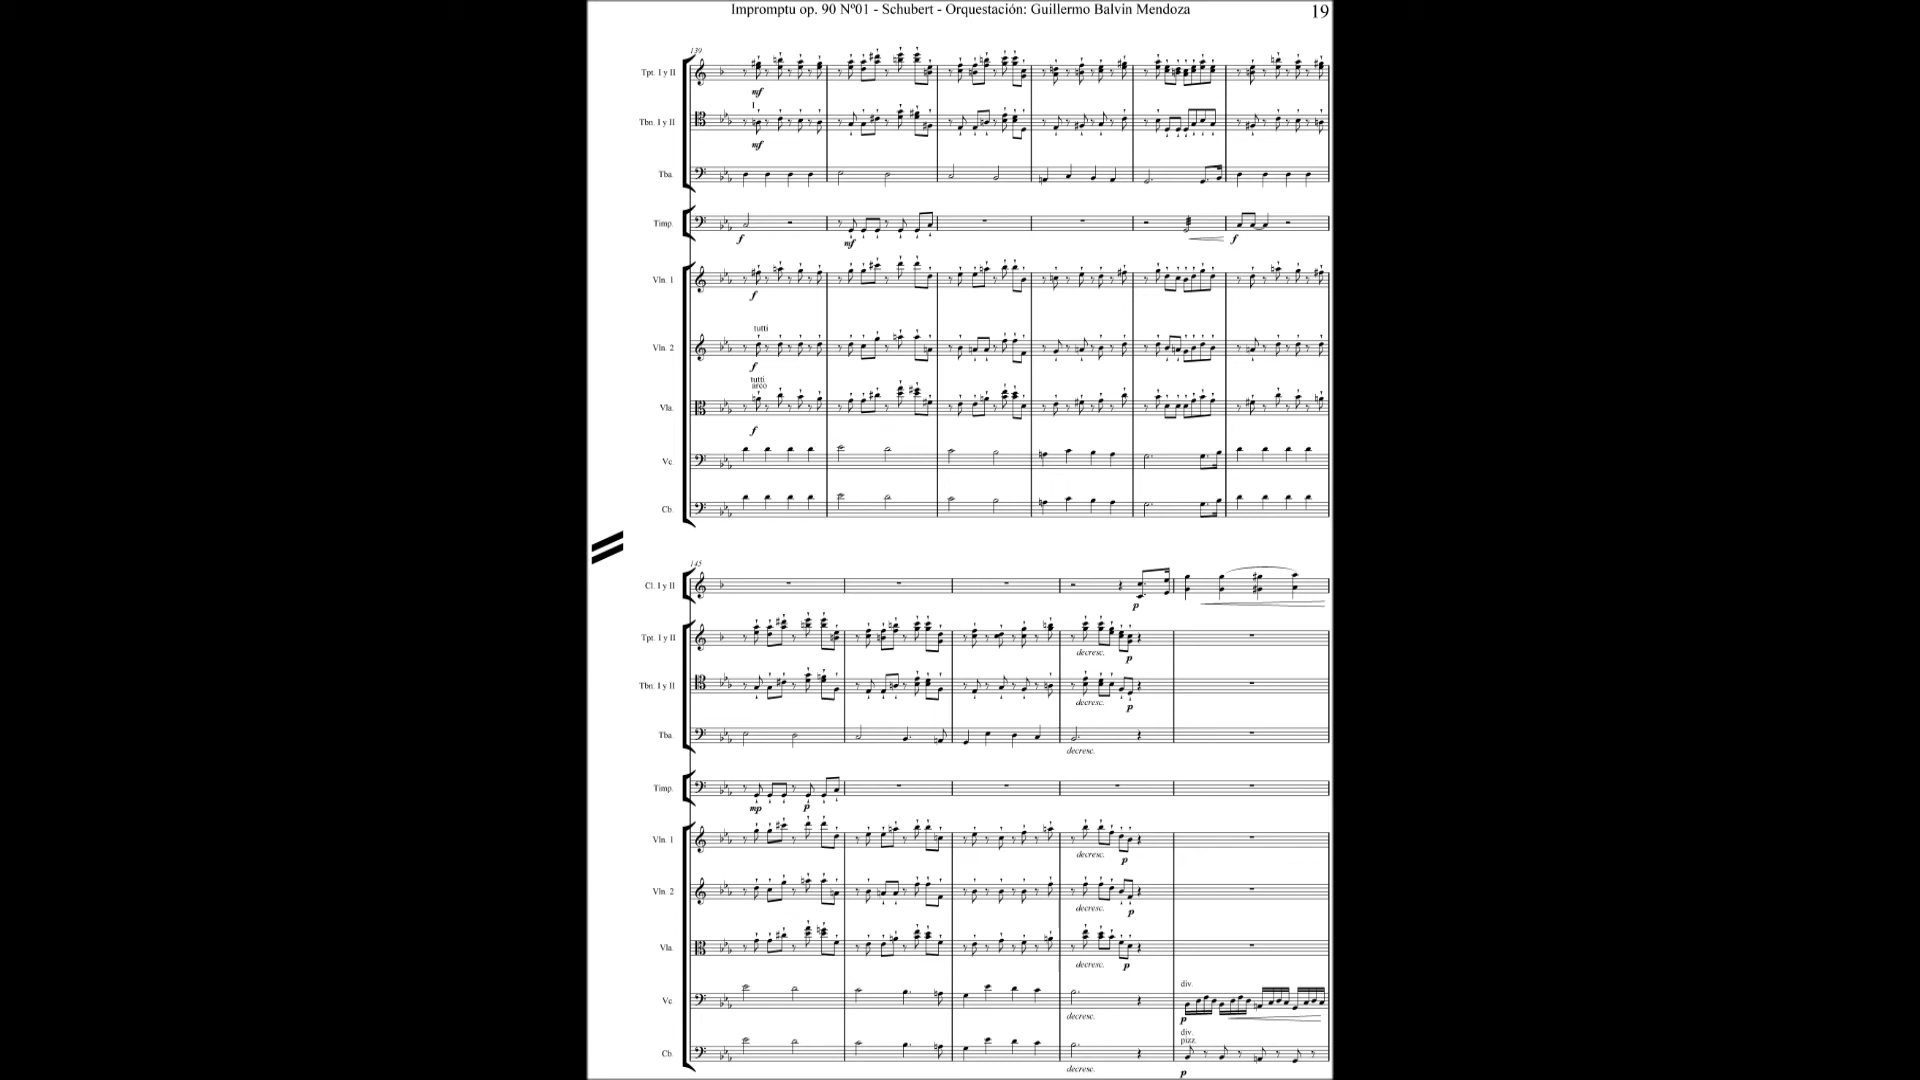 Impromptu op. 90 Nº01 - Schubert - Orquestación: Guillermo Balvin Mendoza
19
139
Tpt. I y II
mf
I
Tbn. I y II
mf
Tba.
Timp.
f
mf
f
Vln. 1
f
tutti
Vln. 2
f
tutti
arco
Vla.
f
Vc.
Cb.
145
Cl. I y II
p
Tpt. I y II
decresc.
p
Tbn. I y II
decresc.
p
Tba.
decresc.
Timp.
mp
p
Vln. 1
decresc.
p
Vln. 2
decresc.
p
Vla.
decresc.
p
div.
Vc.
decresc.
p
div.
pizz.
Cb.
decresc.
p